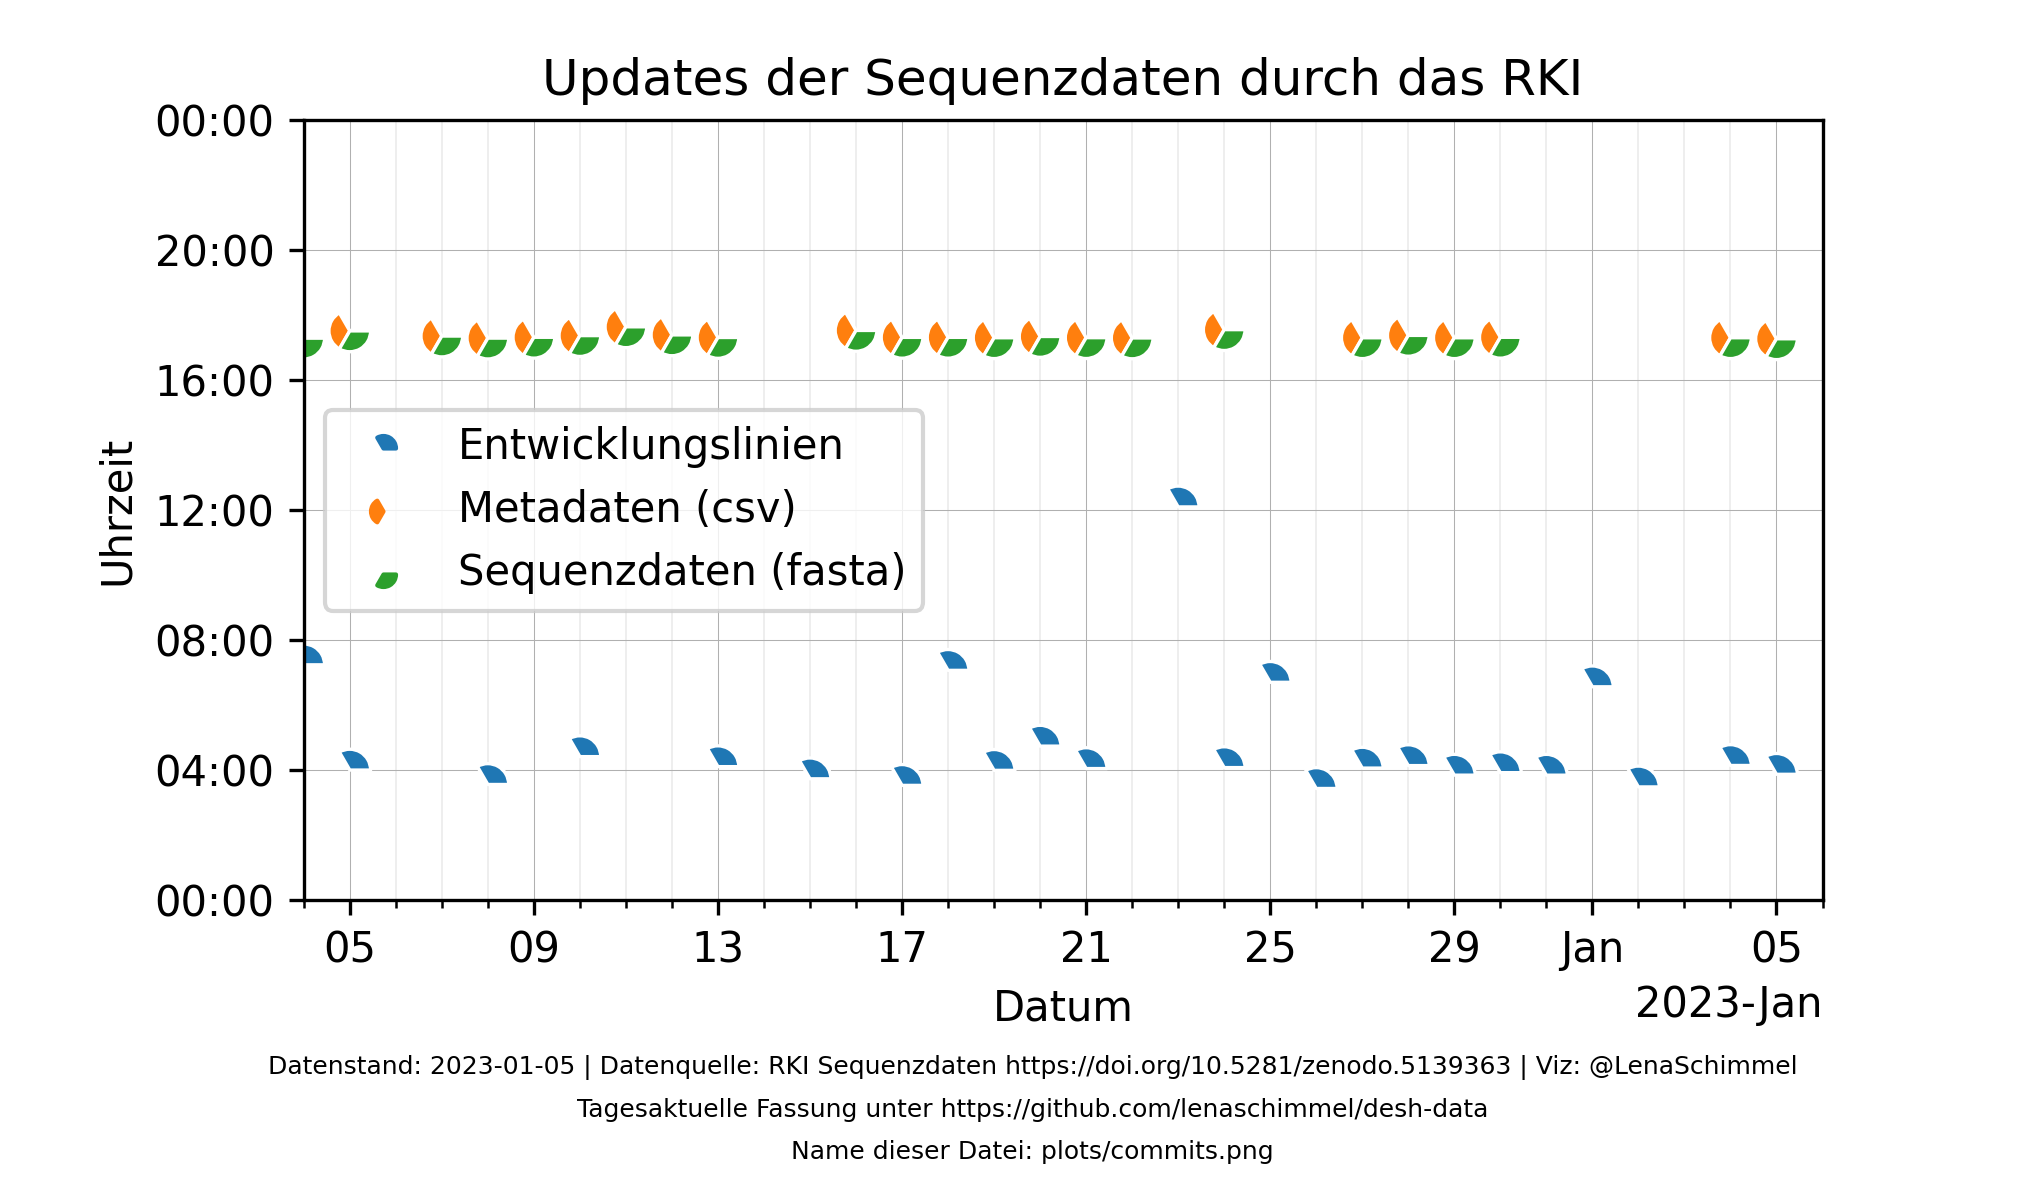 Updates der Sequenzdaten durch das RKI
00:00
20:00
16:00
12:00
08:00
04:00
00:00
Uhrzeit
Entwicklungslinien
Metadaten (csv)
Sequenzdaten (fasta)
05 09 13 17 21 25 29 Jan 05
Datum
2023-Jan
Datenstand: 2023-01-05 | Datenquelle: RKI Sequenzdaten https://doi.org/10.5281/zenodo.5139363 | Viz: @LenaSchimmel
Tagesaktuelle Fassung unter https://github.com/lenaschimmel/desh-data
Name dieser Datei: plots/commits.png